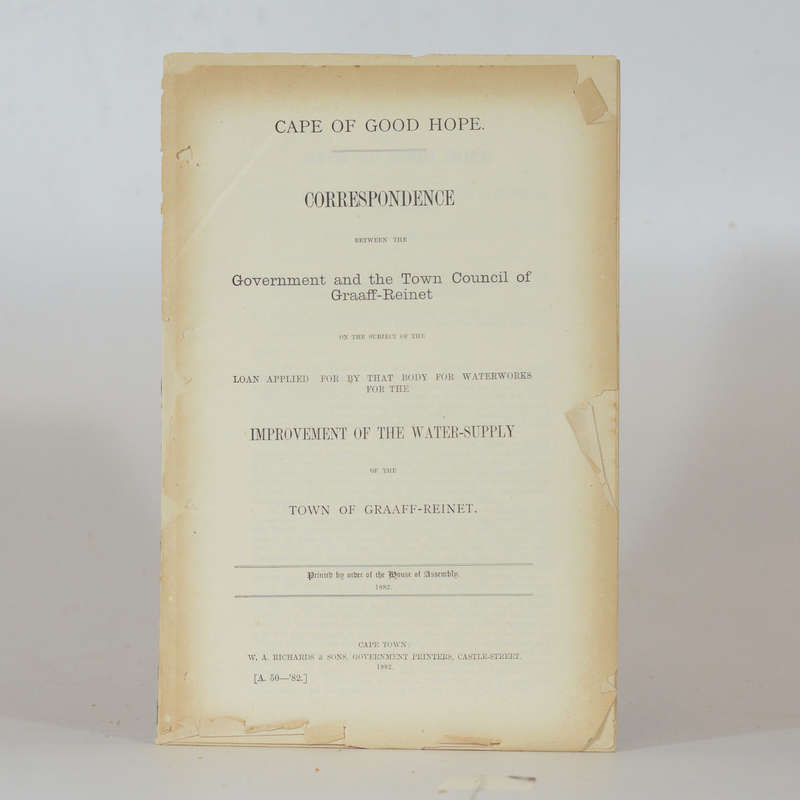 CAPE OF GOOD HOPE.
CORRESPONDENCE
BETWEEN THE
Government and the Town Council of
Graaff-Reinet
ON THE SUBJECT OF THE
LOAN APPLIED FOR BY THAT BODY FOR WATERWORKS
FOR THE
IMPROVEMENT OF THE WATER-SUPPLY
OF THE
TOWN OF GRAAFF-REINET.
Printed by order of the House of Assembly.
1882.
CAPE TOWN:
W. A. RICHARDS & SONS, GOVERNMENT PRINTERS, CASTLE-STREET.
1882.
[A. 50—'82.]